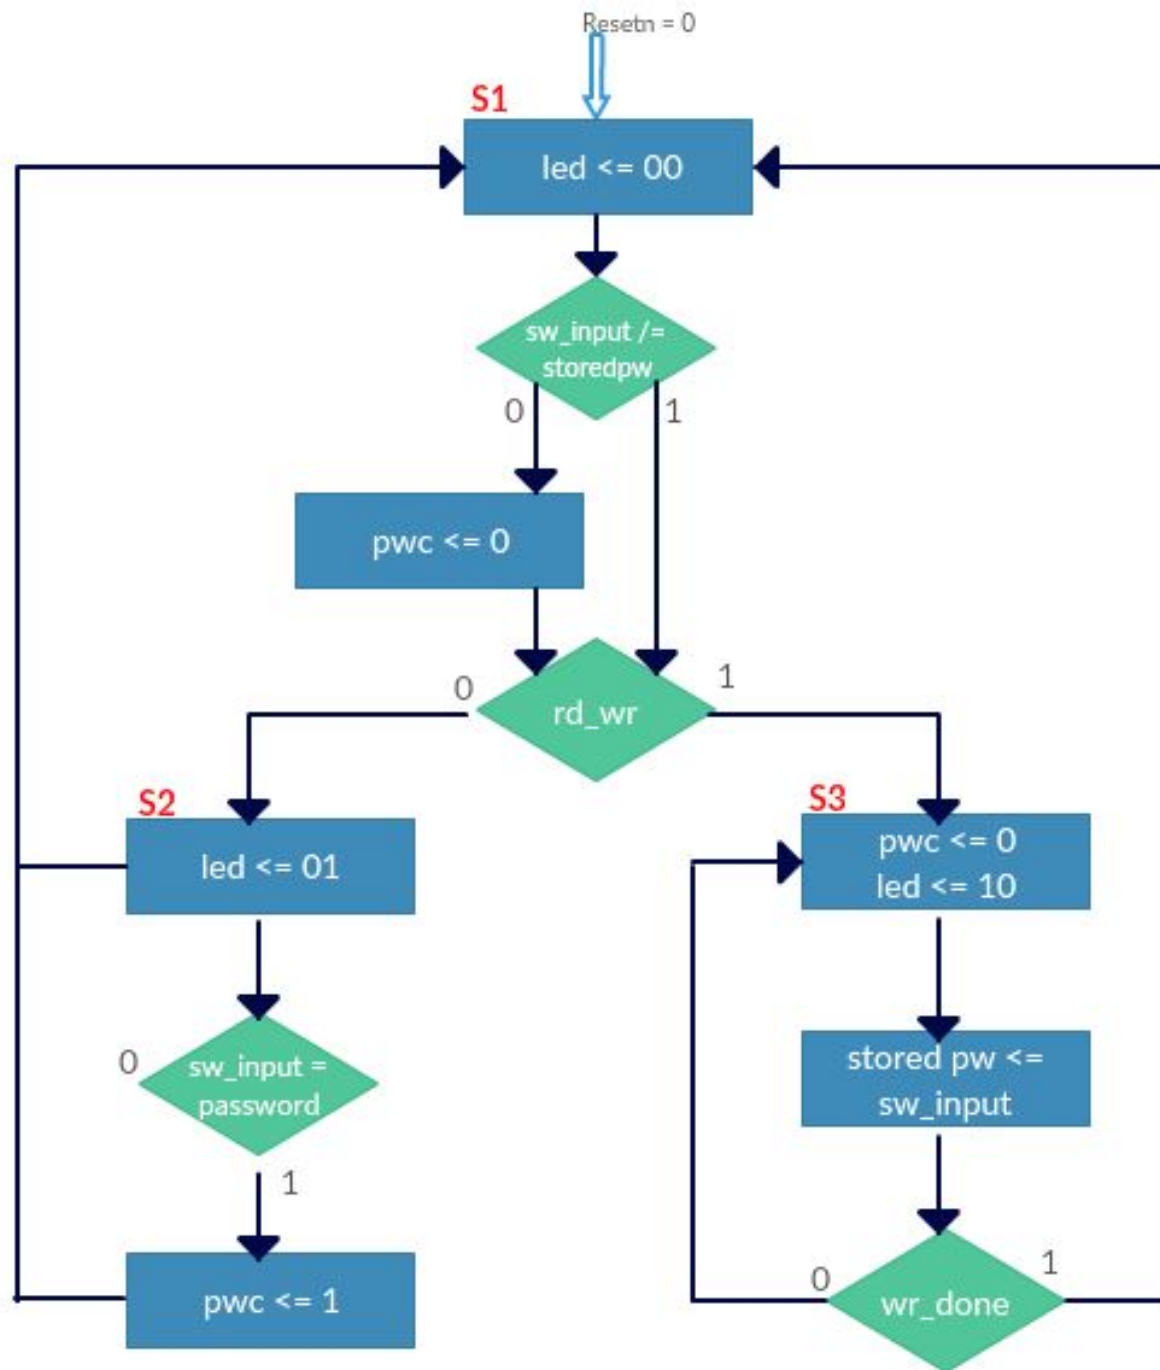 Resetn = 0
S1
led <= 00
sw_input /=
storedpw
0
1
pwc <= 0
0
1
rd_wr
S2
led <= 01
S3
pwc <= 0
led <= 10
0
sw_input =
password
1
pwc <= 1
stored pw <=
sw_input
0
1
wr_done